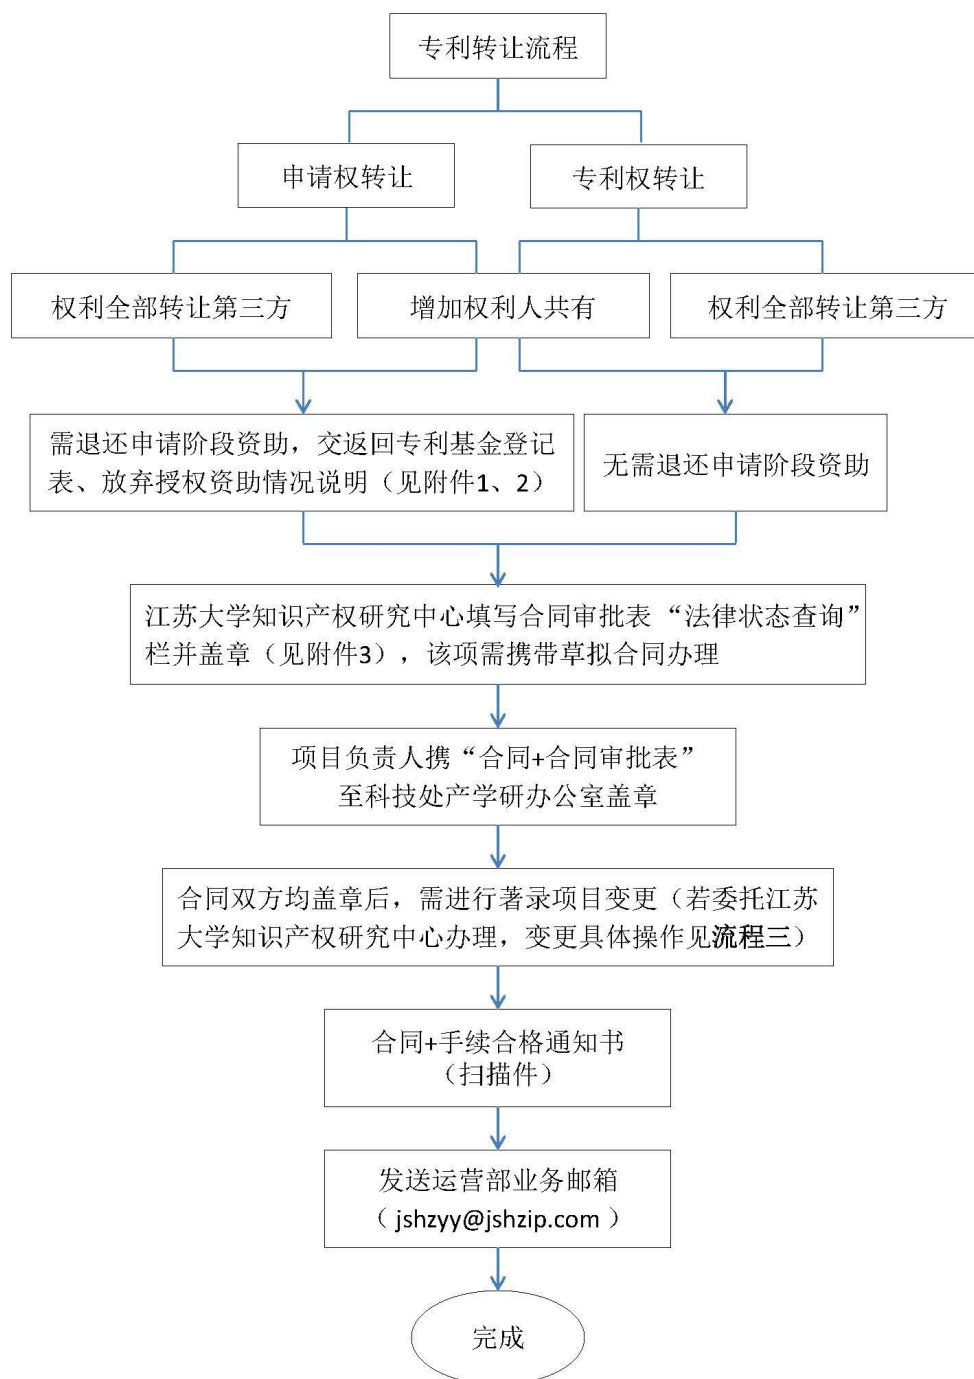 专利转让流程
申请权转让
专利权转让
权利全部转让第三方
增加权利人共有
权利全部转让第三方
需退还申请阶段资助，交返回专利基金登记
表、放弃授权资助情况说明（见附件1、2）
无需退还申请阶段资助
江苏大学知识产权研究中心填写合同审批表 “法律状态查询”
栏并盖章（见附件3），该项需携带草拟合同办理
项目负责人携“合同+合同审批表”
至科技处产学研办公室盖章
合同双方均盖章后，需进行著录项目变更（若委托江苏
大学知识产权研究中心办理，变更具体操作见流程三）
合同+手续合格通知书
（扫描件）
发送运营部业务邮箱
（ jshzyy@jshzip.com ）
完成